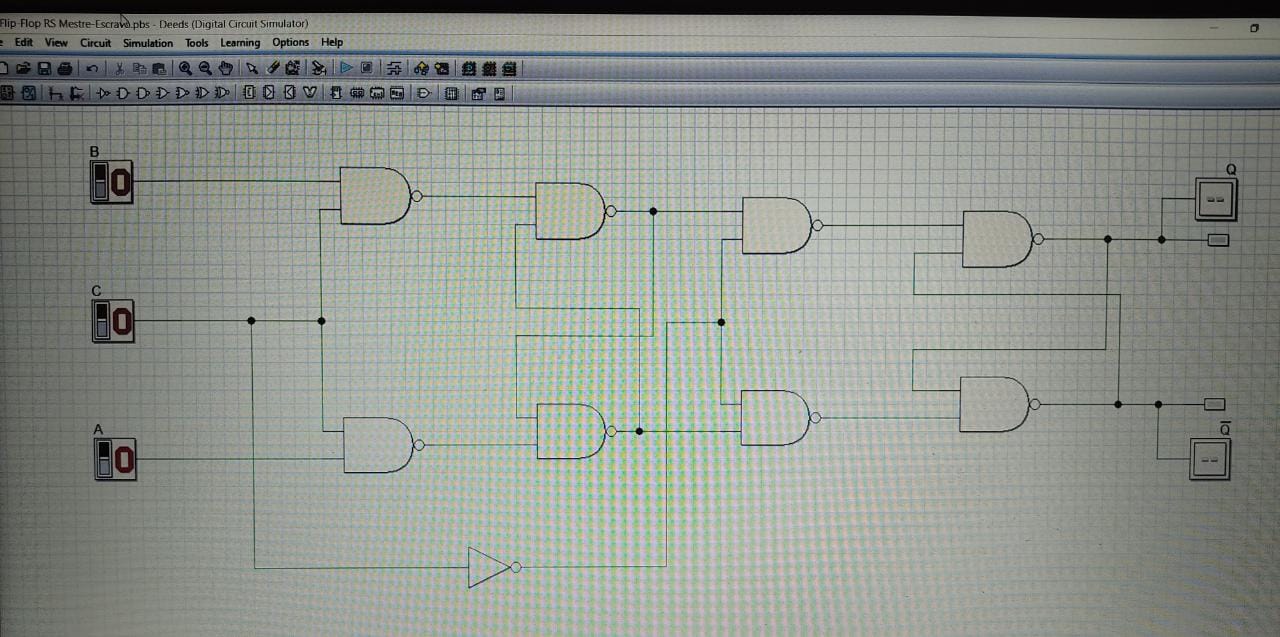 Flip-Flop RS Mestre-Escravo.pbs - Deeds (Digital Circuit Simulator)
Edit View Circuit Simulation Tools Learning Options Help
B
0
Q
--
C
0
A
0
Q̅
--